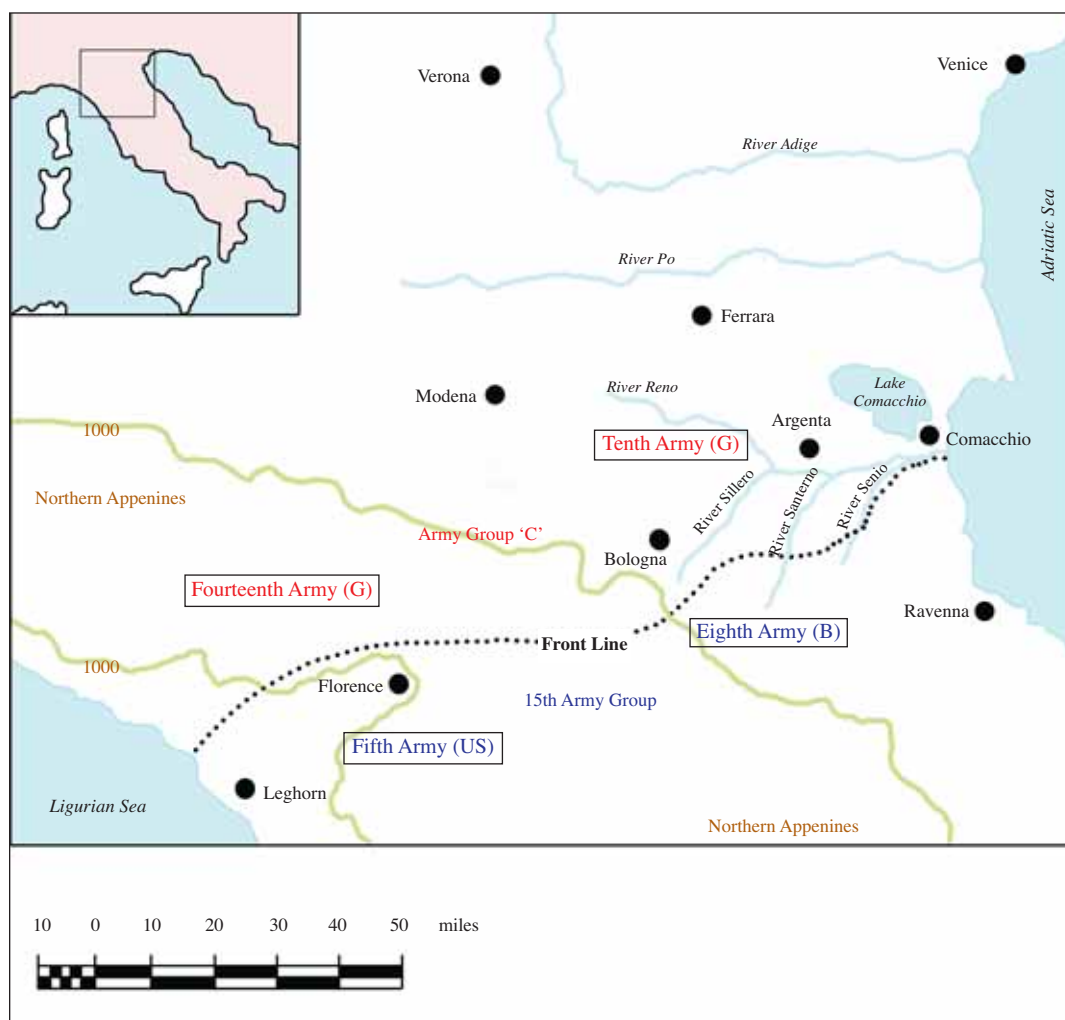 Verona
Venice
River Adige
Adriatic Sea
River Po
Ferrara
River Reno
Lake
Comacchio
Modena
Argenta
1000
Tenth Army (G)
Comacchio
Northern Appenines
River Sillero
River Santerno
River Senio
Army Group ‘C’
Bologna
Fourteenth Army (G)
Ravenna
Eighth Army (B)
Front Line
1000
Florence
15th Army Group
Fifth Army (US)
Leghorn
Ligurian Sea
Northern Appenines
10 0 10 20 30 40 50 miles